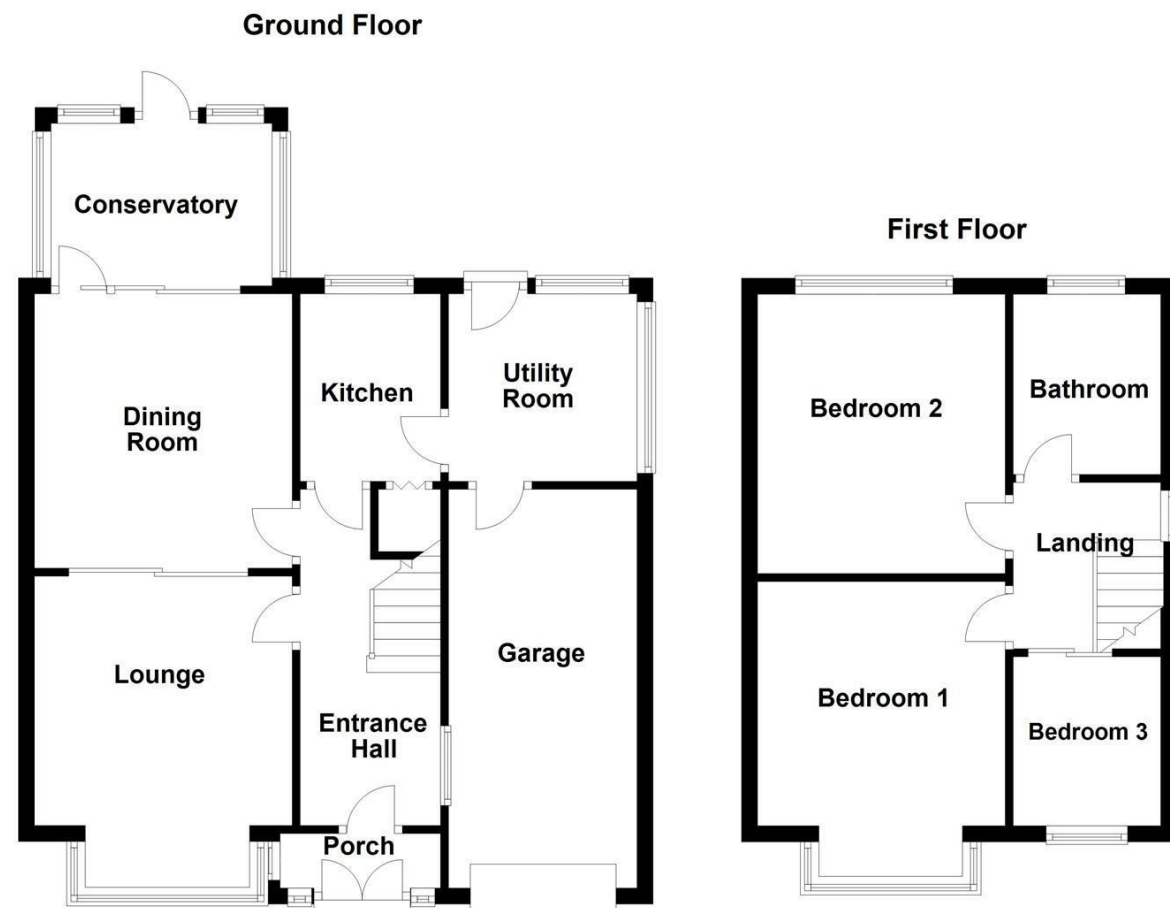 Ground Floor
Conservatory
Dining
Room
Kitchen
Utility
Room
Lounge
Entrance
Hall
Garage
Porch
First Floor
Bedroom 2
Bathroom
Landing
Bedroom 1
Bedroom 3